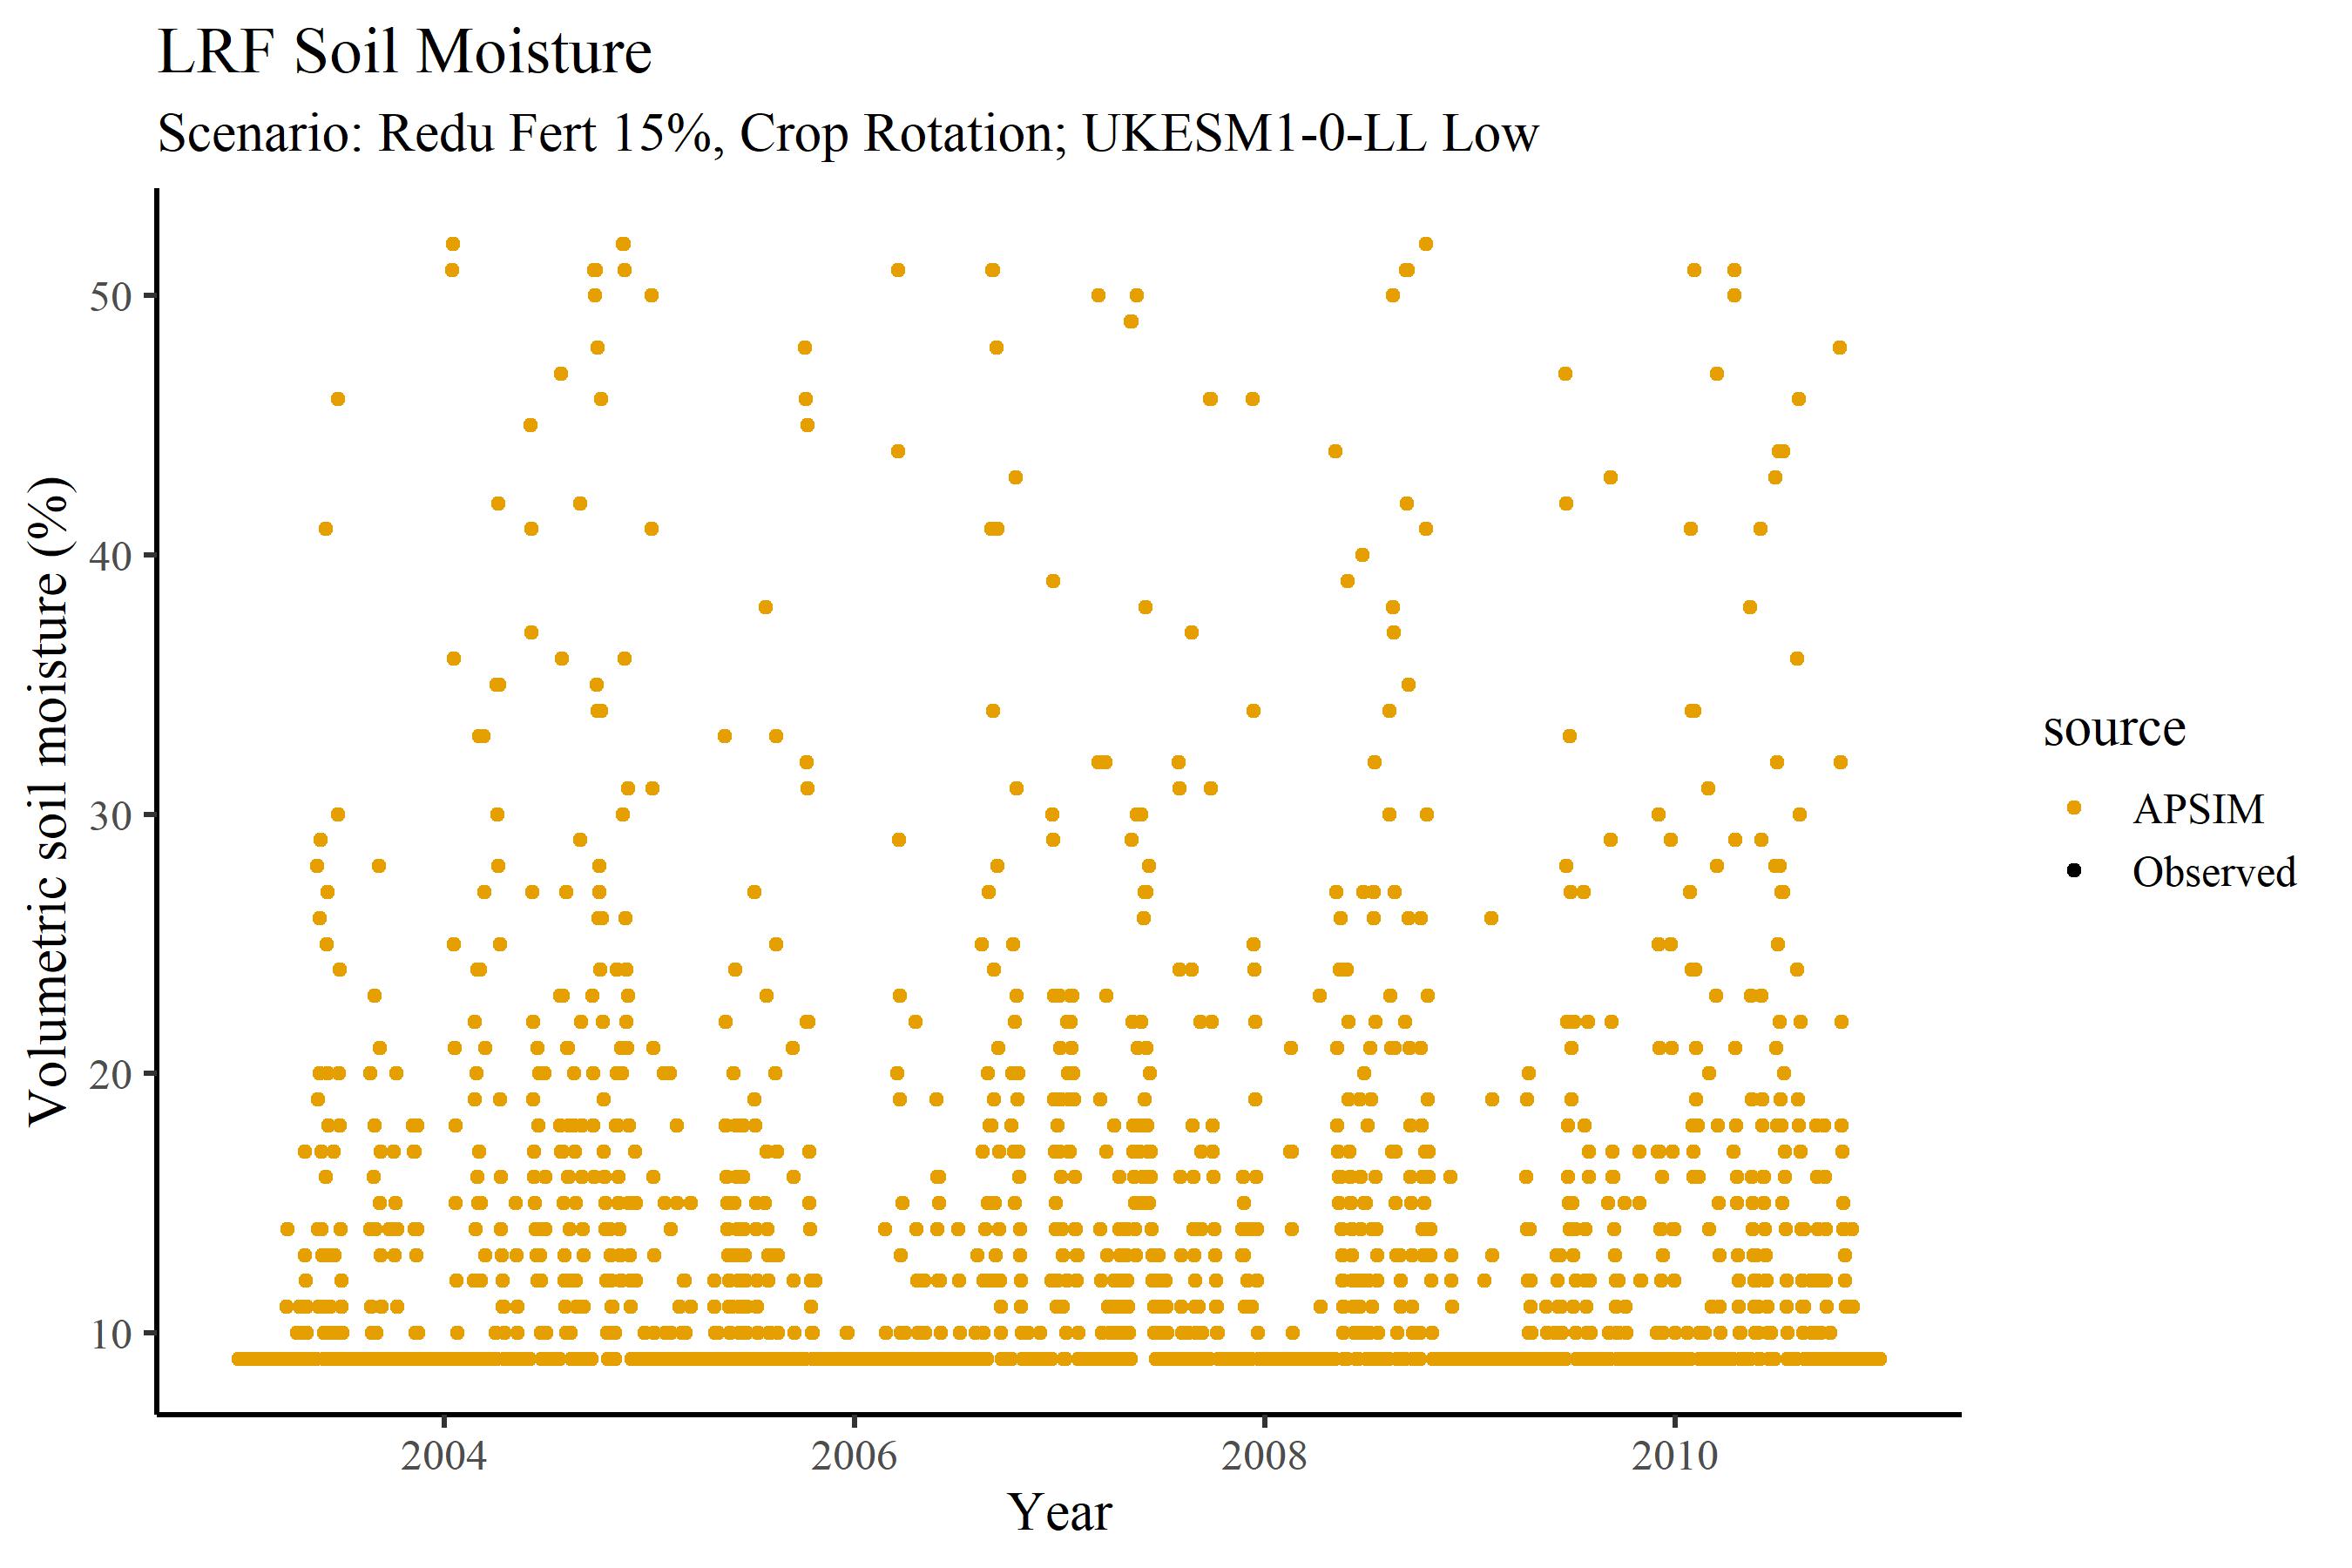 LRF Soil Moisture
Scenario: Redu Fert 15%, Crop Rotation; UKESM1-0-LL Low
Volumetric soil moisture (%)
50
40
30
20
10
2004
2006
2008
2010
Year
source
APSIM
Observed